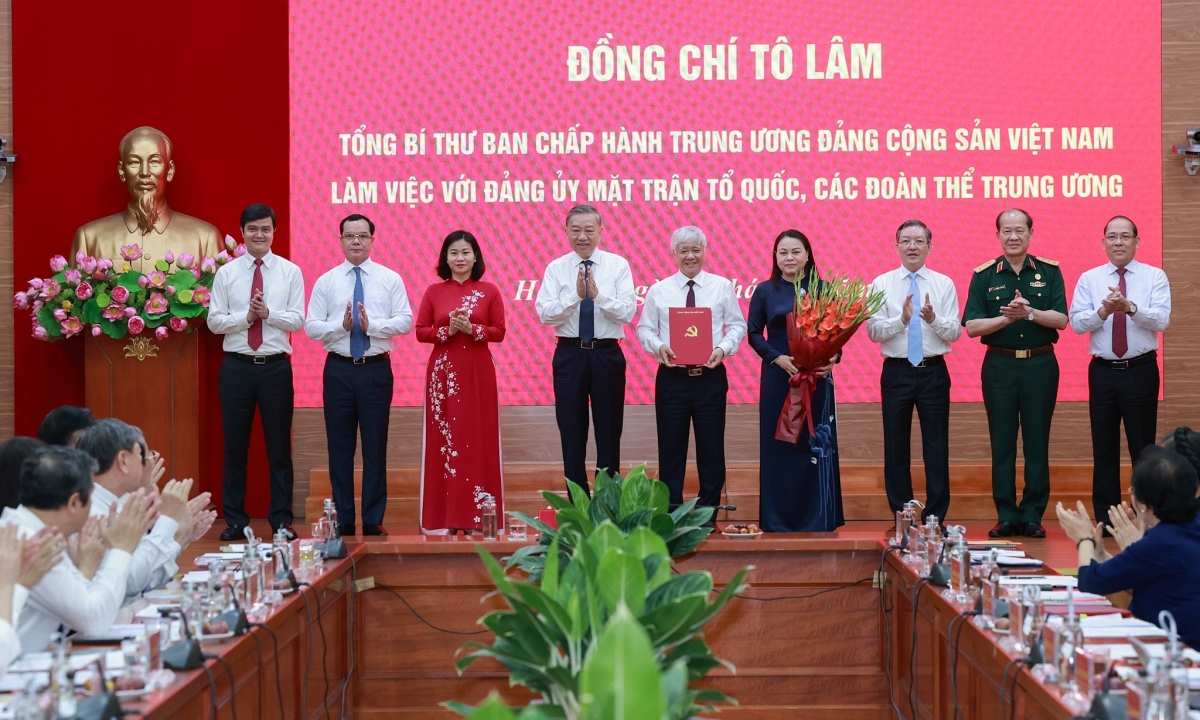 ĐỒNG CHÍ TÔ LÂM
TỔNG BÍ THƯ BAN CHẤP HÀNH TRUNG ƯƠNG ĐẢNG CỘNG SẢN VIỆT NAM
LÀM VIỆC VỚI ĐẢNG ỦY MẶT TRẬN TỔ QUỐC, CÁC ĐOÀN THỂ TRUNG ƯƠNG